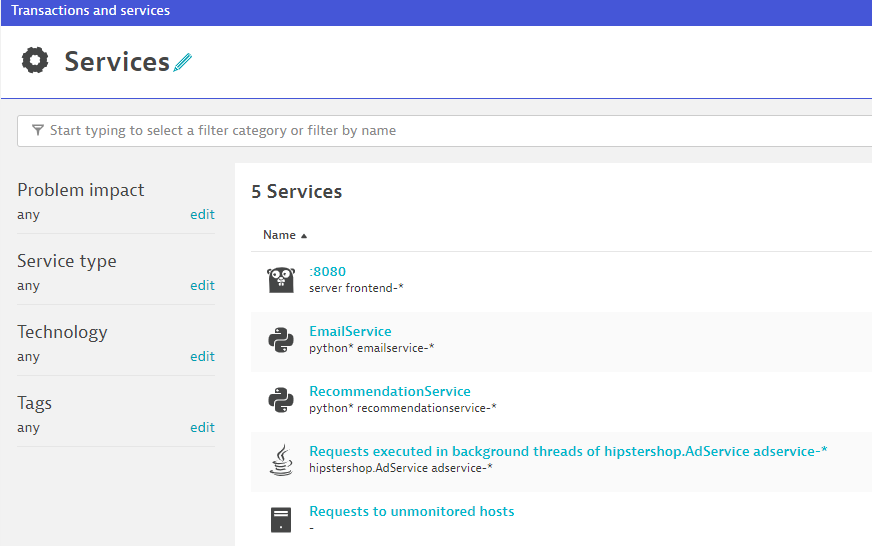 Transactions and services
Services
Start typing to select a filter category or filter by name
Problem impact
any edit
Service type
any edit
Technology
any edit
Tags
any edit
5 Services
Name
:8080
server frontend-*
EmailService
python* emailservice-*
RecommendationService
python* recommendationservice-*
Requests executed in background threads of hipstershop.AdService adservice-*
hipstershop.AdService adservice-*
Requests to unmonitored hosts
-